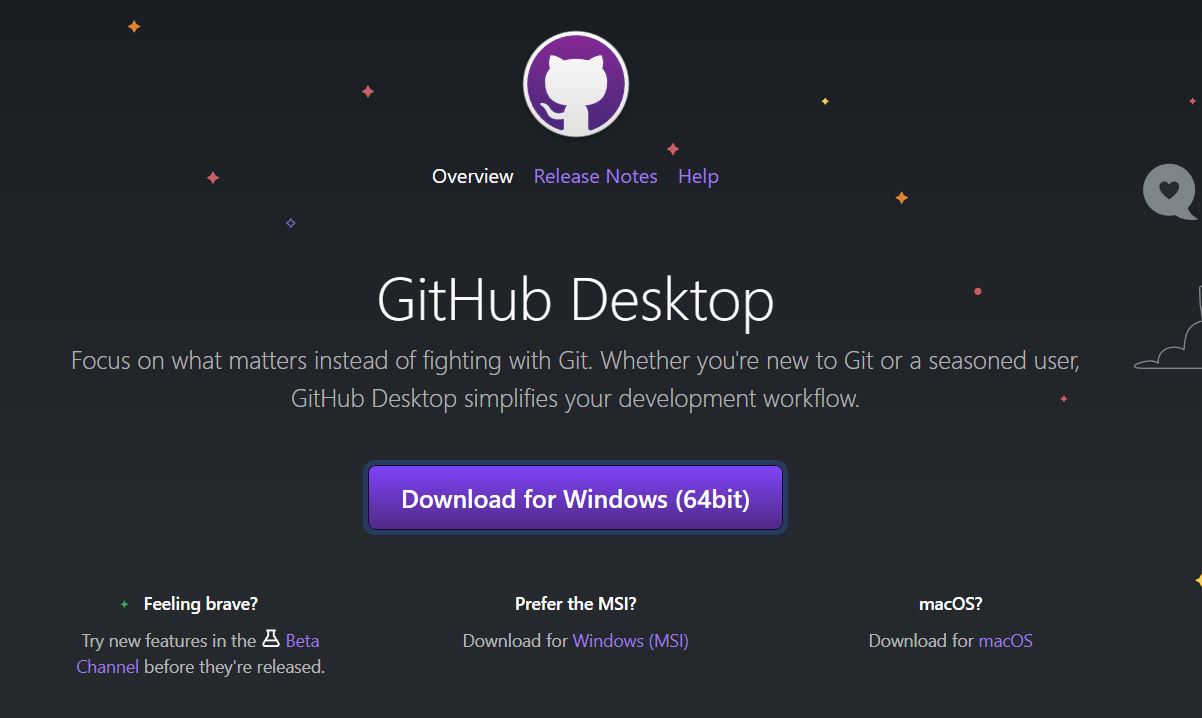 Overview Release Notes Help
GitHub Desktop
Focus on what matters instead of fighting with Git. Whether you're new to Git or a seasoned user,
GitHub Desktop simplifies your development workflow.
Download for Windows (64bit)
Feeling brave?
Try new features in the Beta
Channel before they're released.
Prefer the MSI?
Download for Windows (MSI)
macOS?
Download for macOS